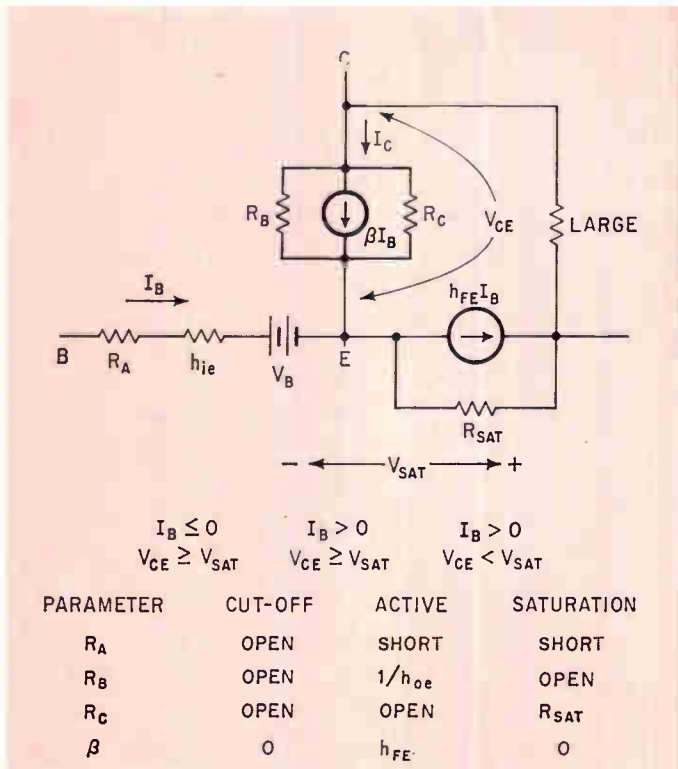 C
I_C
R_B
βI_B
R_C
V_CE
LARGE
I_B
h_FE I_B
B
R_A
h_ie
V_B
E
R_SAT
− V_SAT +
I_B ≤ 0 I_B > 0 I_B > 0
V_CE ≥ V_SAT V_CE ≥ V_SAT V_CE < V_SAT
PARAMETER CUT-OFF ACTIVE SATURATION
R_A OPEN SHORT SHORT
R_B OPEN 1/h_oe OPEN
R_C OPEN OPEN R_SAT
β 0 h_FE. 0